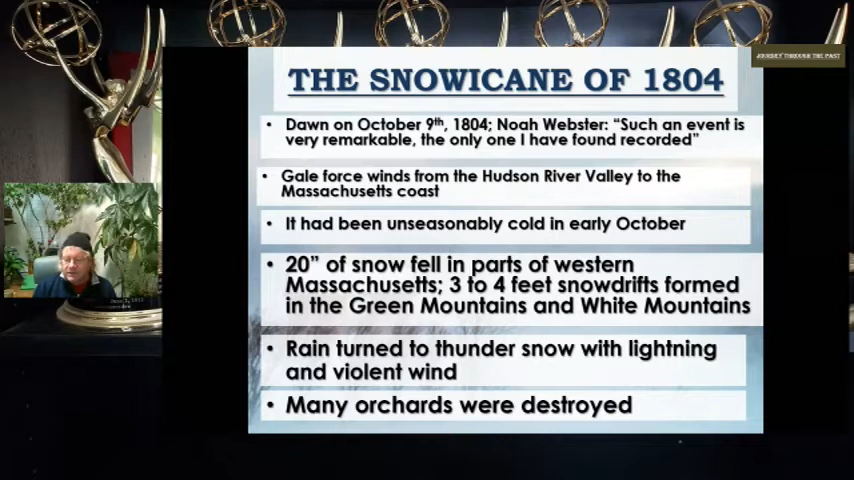 JOURNEY THROUGH THE PAST
THE SNOWICANE OF 1804
• Dawn on October 9th, 1804; Noah Webster: “Such an event is
very remarkable, the only one I have found recorded”
• Gale force winds from the Hudson River Valley to the
Massachusetts coast
• It had been unseasonably cold in early October
• 20” of snow fell in parts of western
Massachusetts; 3 to 4 feet snowdrifts formed
in the Green Mountains and White Mountains
• Rain turned to thunder snow with lightning
and violent wind
• Many orchards were destroyed